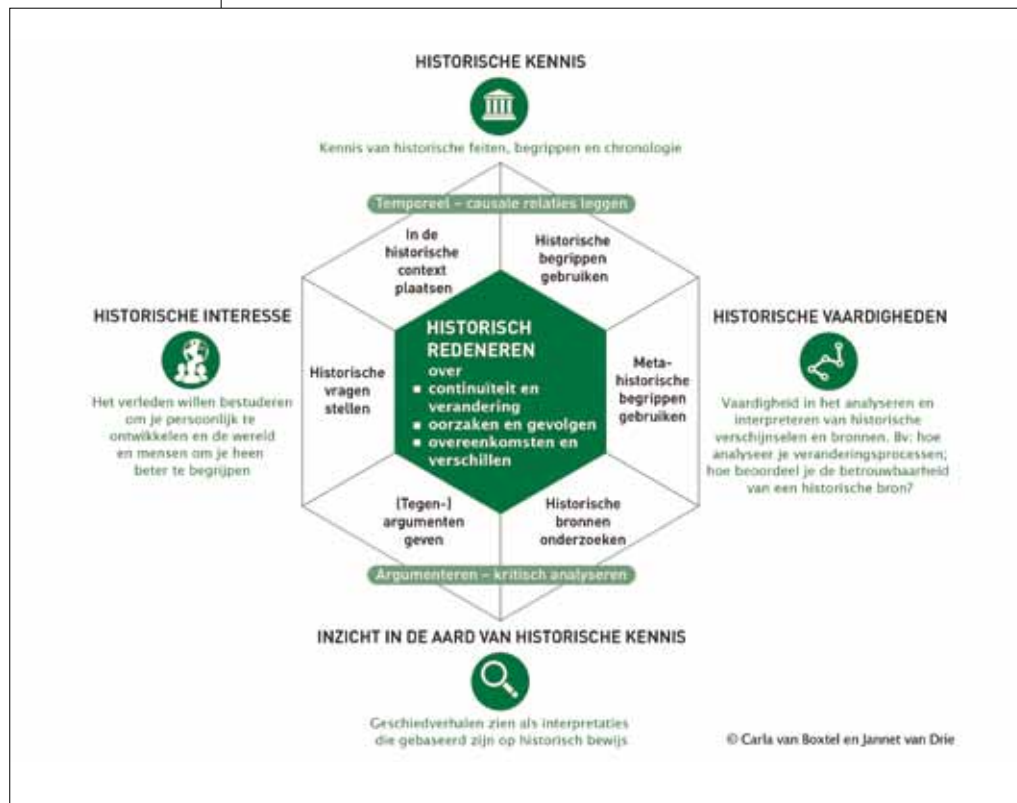 HISTORISCHE KENNIS
Kennis van historische feiten, begrippen en chronologie
Temporeel – causale relaties leggen
In de
historische
context
plaatsen
Historische
begrippen
gebruiken
HISTORISCHE INTERESSE
Het verleden willen bestuderen
om je persoonlijk te
ontwikkelen en de wereld
en mensen om je heen
beter te begrijpen
Historische
vragen
stellen
HISTORISCH
REDENEREN
over
▪ continuïteit en
verandering
▪ oorzaken en gevolgen
▪ overeenkomsten en
verschillen
Meta-
historische
begrippen
gebruiken
HISTORISCHE VAARDIGHEDEN
Vaardigheid in het analyseren en
interpreteren van historische
verschijnselen en bronnen. Bv: hoe
analyseer je veranderingsprocessen;
hoe beoordeel je de betrouwbaarheid
van een historische bron?
(Tegen-)
argumenten
geven
Historische
bronnen
onderzoeken
Argumenteren – kritisch analyseren
INZICHT IN DE AARD VAN HISTORISCHE KENNIS
Geschiedverhalen zien als interpretaties
die gebaseerd zijn op historisch bewijs
© Carla van Boxtel en Jannet van Drie